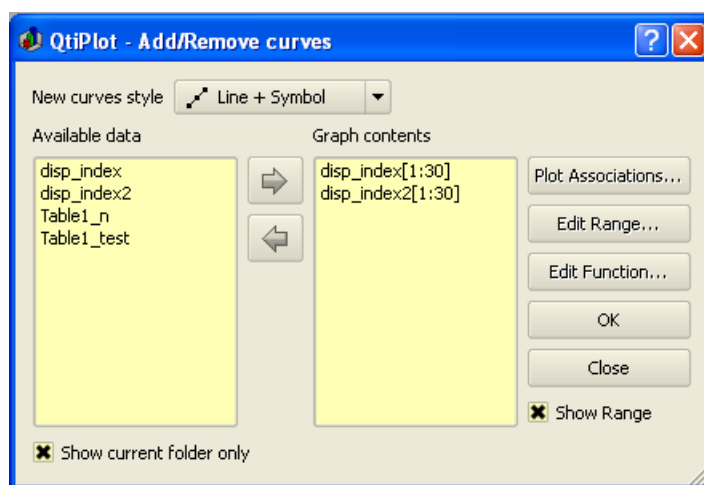 QtiPlot - Add/Remove curves
New curves style
Line + Symbol
Available data
Graph contents
disp_index
disp_index2
Table1_n
Table1_test
disp_index[1:30]
disp_index2[1:30]
Plot Associations...
Edit Range...
Edit Function...
OK
Close
Show Range
Show current folder only